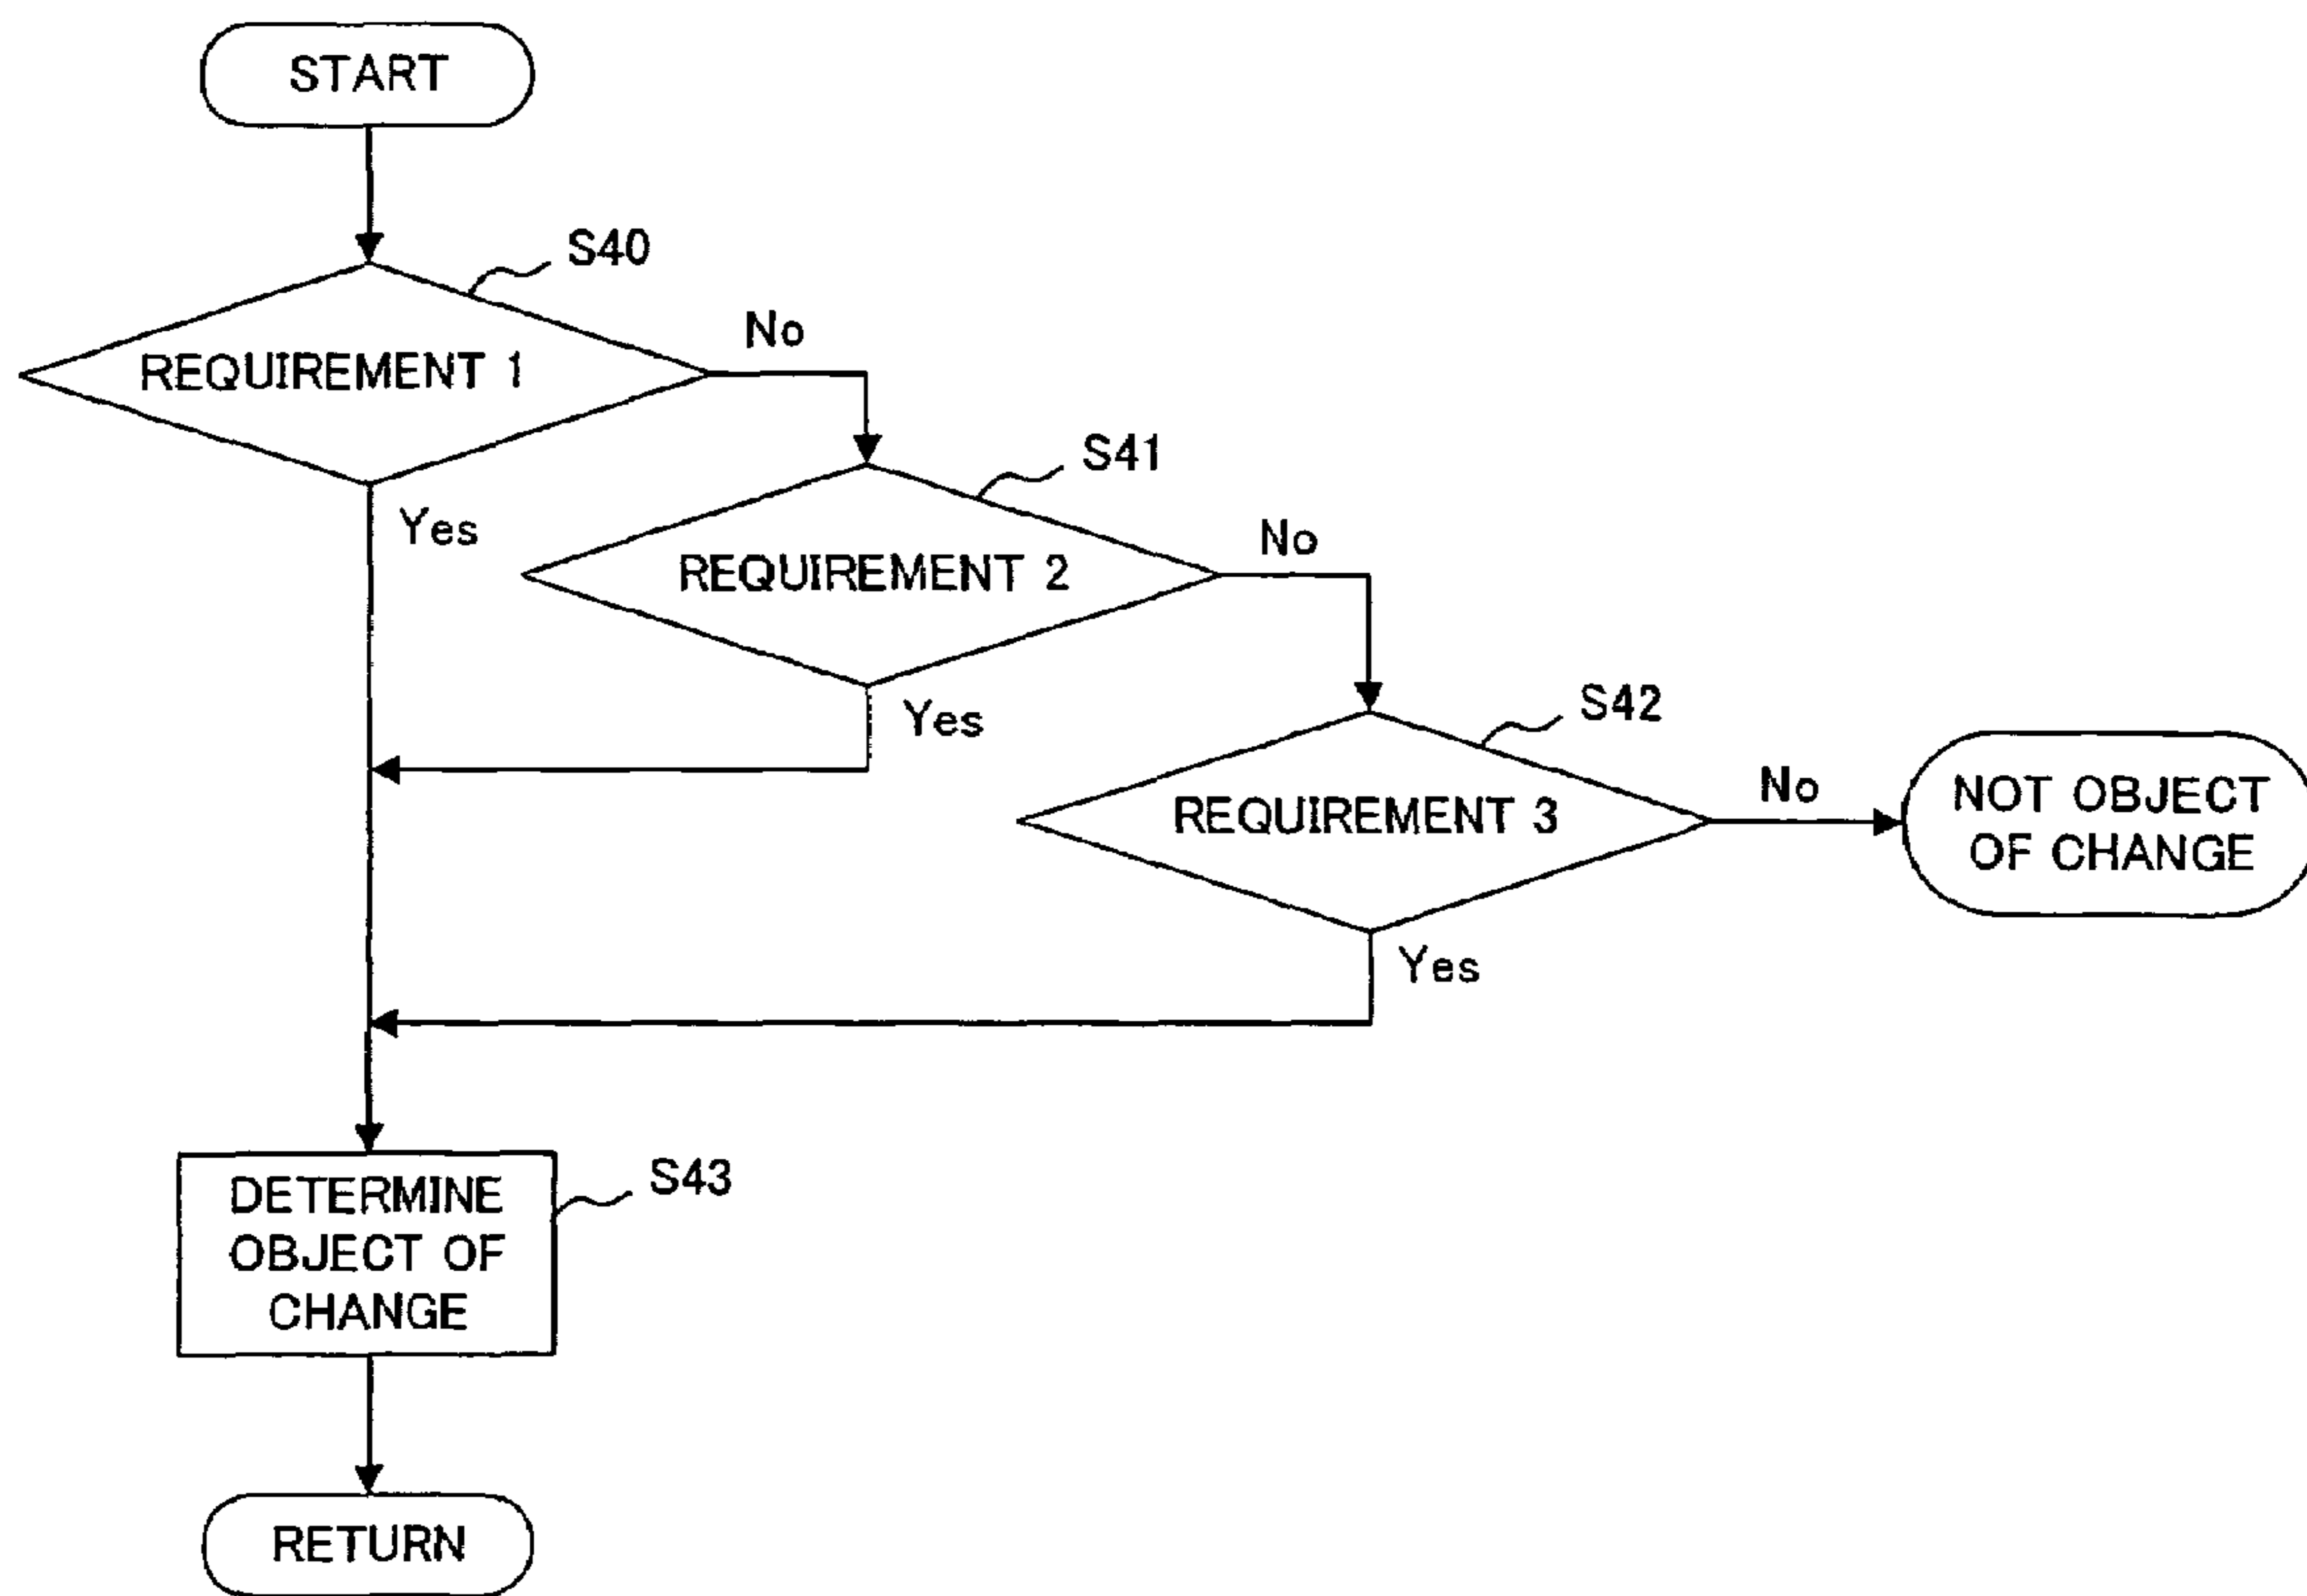 START
S40
No
REQUIREMENT 1
S41
Yes
No
REQUIREMENT 2
S42
Yes
No
NOT OBJECT
OF CHANGE
REQUIREMENT 3
Yes
S43
DETERMINE
OBJECT OF
CHANGE
RETURN